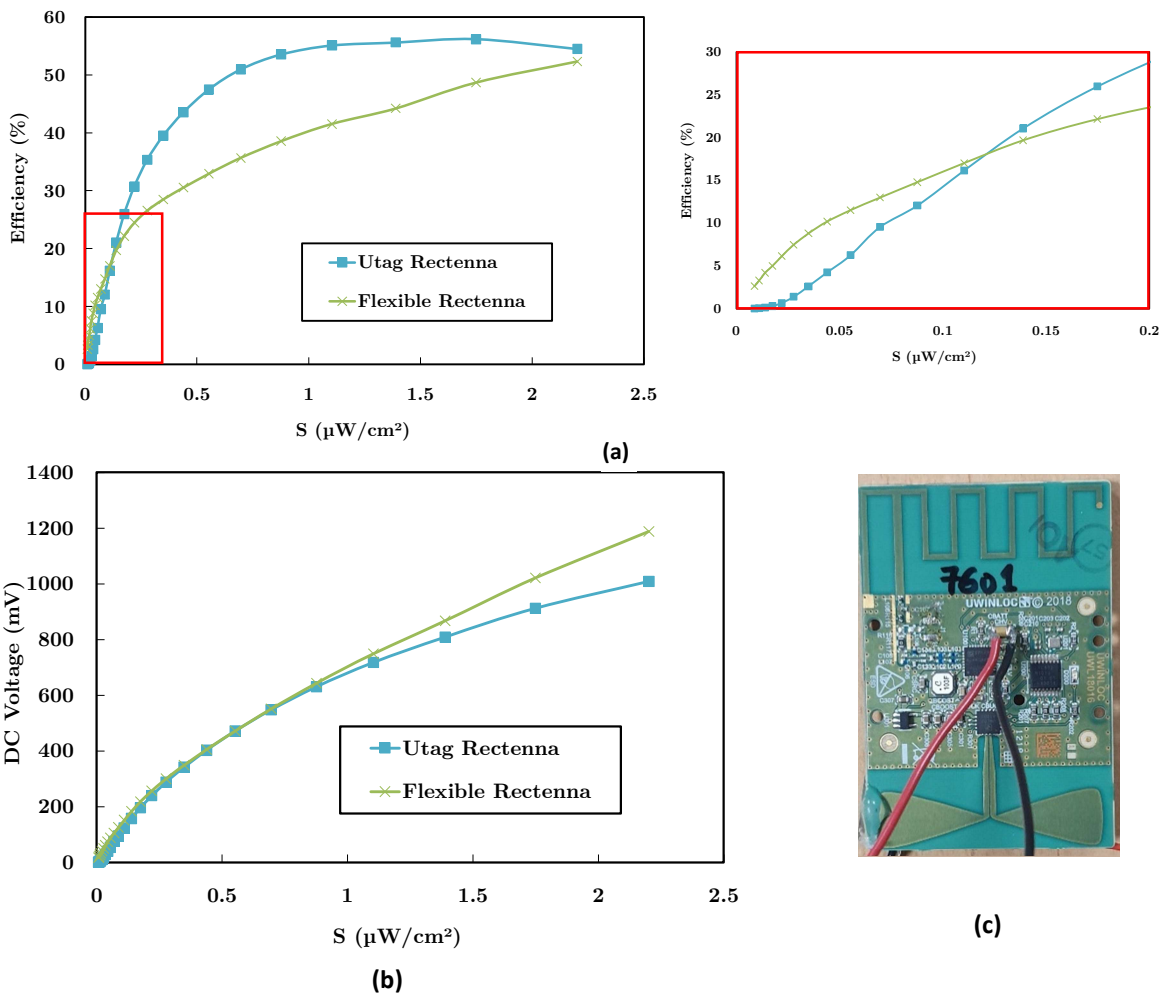 60
50
40
30
20
10
0
Efficiency (%)
Utag Rectenna
Flexible Rectenna
0 0.5 1 1.5 2 2.5
S (µW/cm²)
30
25
20
15
10
5
0
Efficiency (%)
0 0.05 0.1 0.15 0.2
S (µW/cm²)
(a)
1400
1200
1000
800
600
400
200
0
DC Voltage (mV)
Utag Rectenna
Flexible Rectenna
0 0.5 1 1.5 2 2.5
S (µW/cm²)
(b)
7601
UWINLOC © 2018
CBATT
UWINLOC
(c)